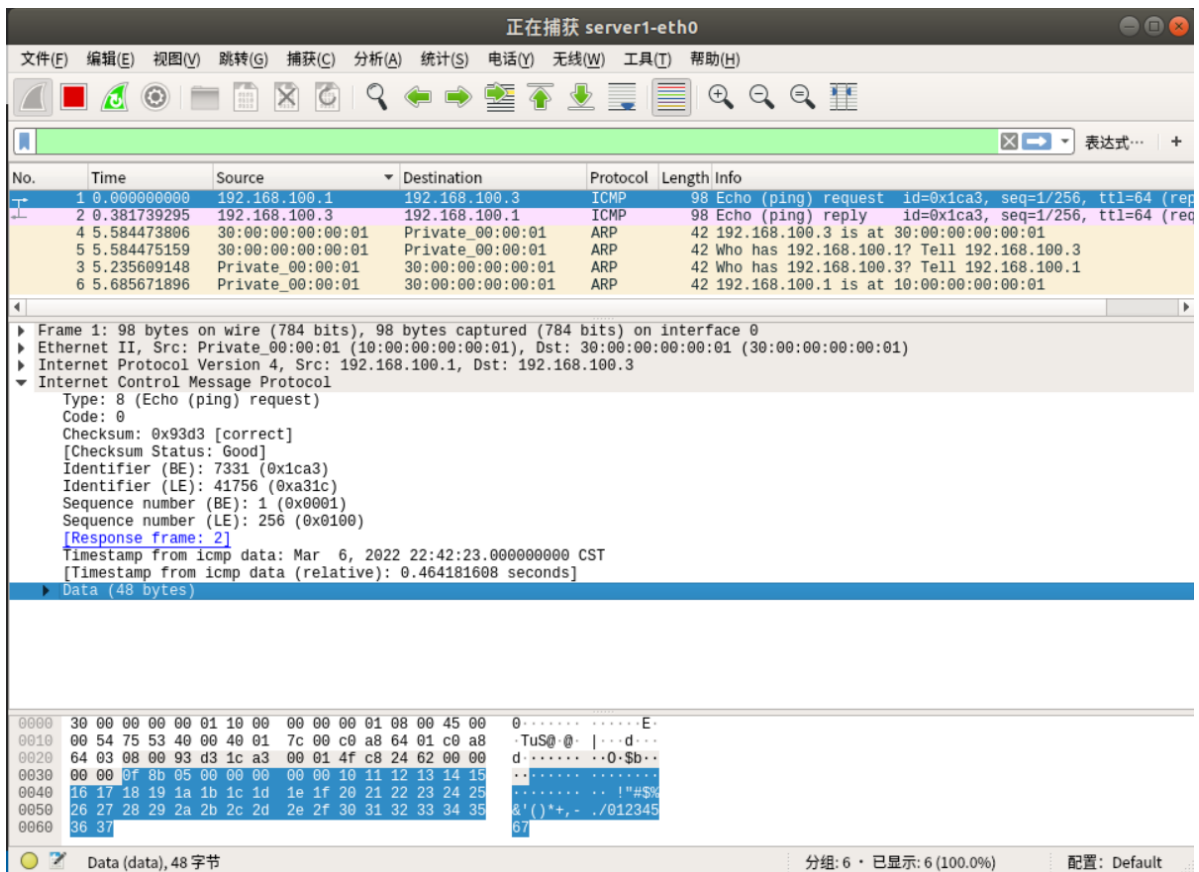 正在捕获 server1-eth0
文件(F) 编辑(E) 视图(V) 跳转(G) 捕获(C) 分析(A) 统计(S) 电话(Y) 无线(W) 工具(T) 帮助(H)
表达式… +
No. Time Source Destination Protocol Length Info
1 0.000000000 192.168.100.1 192.168.100.3 ICMP 98 Echo (ping) request id=0x1ca3, seq=1/256, ttl=64 (rep
2 0.381739295 192.168.100.3 192.168.100.1 ICMP 98 Echo (ping) reply id=0x1ca3, seq=1/256, ttl=64 (req
4 5.584473806 30:00:00:00:00:01 Private_00:00:01 ARP 42 192.168.100.3 is at 30:00:00:00:00:01
5 5.584475159 30:00:00:00:00:01 Private_00:00:01 ARP 42 Who has 192.168.100.1? Tell 192.168.100.3
3 5.235609148 Private_00:00:01 30:00:00:00:00:01 ARP 42 Who has 192.168.100.3? Tell 192.168.100.1
6 5.685671896 Private_00:00:01 30:00:00:00:00:01 ARP 42 192.168.100.1 is at 10:00:00:00:00:01
Frame 1: 98 bytes on wire (784 bits), 98 bytes captured (784 bits) on interface 0
Ethernet II, Src: Private_00:00:01 (10:00:00:00:00:01), Dst: 30:00:00:00:00:01 (30:00:00:00:00:01)
Internet Protocol Version 4, Src: 192.168.100.1, Dst: 192.168.100.3
Internet Control Message Protocol
Type: 8 (Echo (ping) request)
Code: 0
Checksum: 0x93d3 [correct]
[Checksum Status: Good]
Identifier (BE): 7331 (0x1ca3)
Identifier (LE): 41756 (0xa31c)
Sequence number (BE): 1 (0x0001)
Sequence number (LE): 256 (0x0100)
[Response frame: 2]
Timestamp from icmp data: Mar  6, 2022 22:42:23.000000000 CST
[Timestamp from icmp data (relative): 0.464181608 seconds]
Data (48 bytes)
0000 30 00 00 00 00 01 10 00 00 00 00 01 08 00 45 00 0······· ······E·
0010 00 54 75 53 40 00 40 01 7c 00 c0 a8 64 01 c0 a8 ·TuS@·@· |···d···
0020 64 03 08 00 93 d3 1c a3 00 01 4f c8 24 62 00 00 d······· ··O·$b··
0030 00 00 0f 8b 05 00 00 00 00 00 10 11 12 13 14 15 ········ ········
0040 16 17 18 19 1a 1b 1c 1d 1e 1f 20 21 22 23 24 25 ········ ·· !"#$%
0050 26 27 28 29 2a 2b 2c 2d 2e 2f 30 31 32 33 34 35 &'()*+,- ./012345
0060 36 37 67
Data (data), 48 字节 分组: 6 · 已显示: 6 (100.0%) 配置: Default